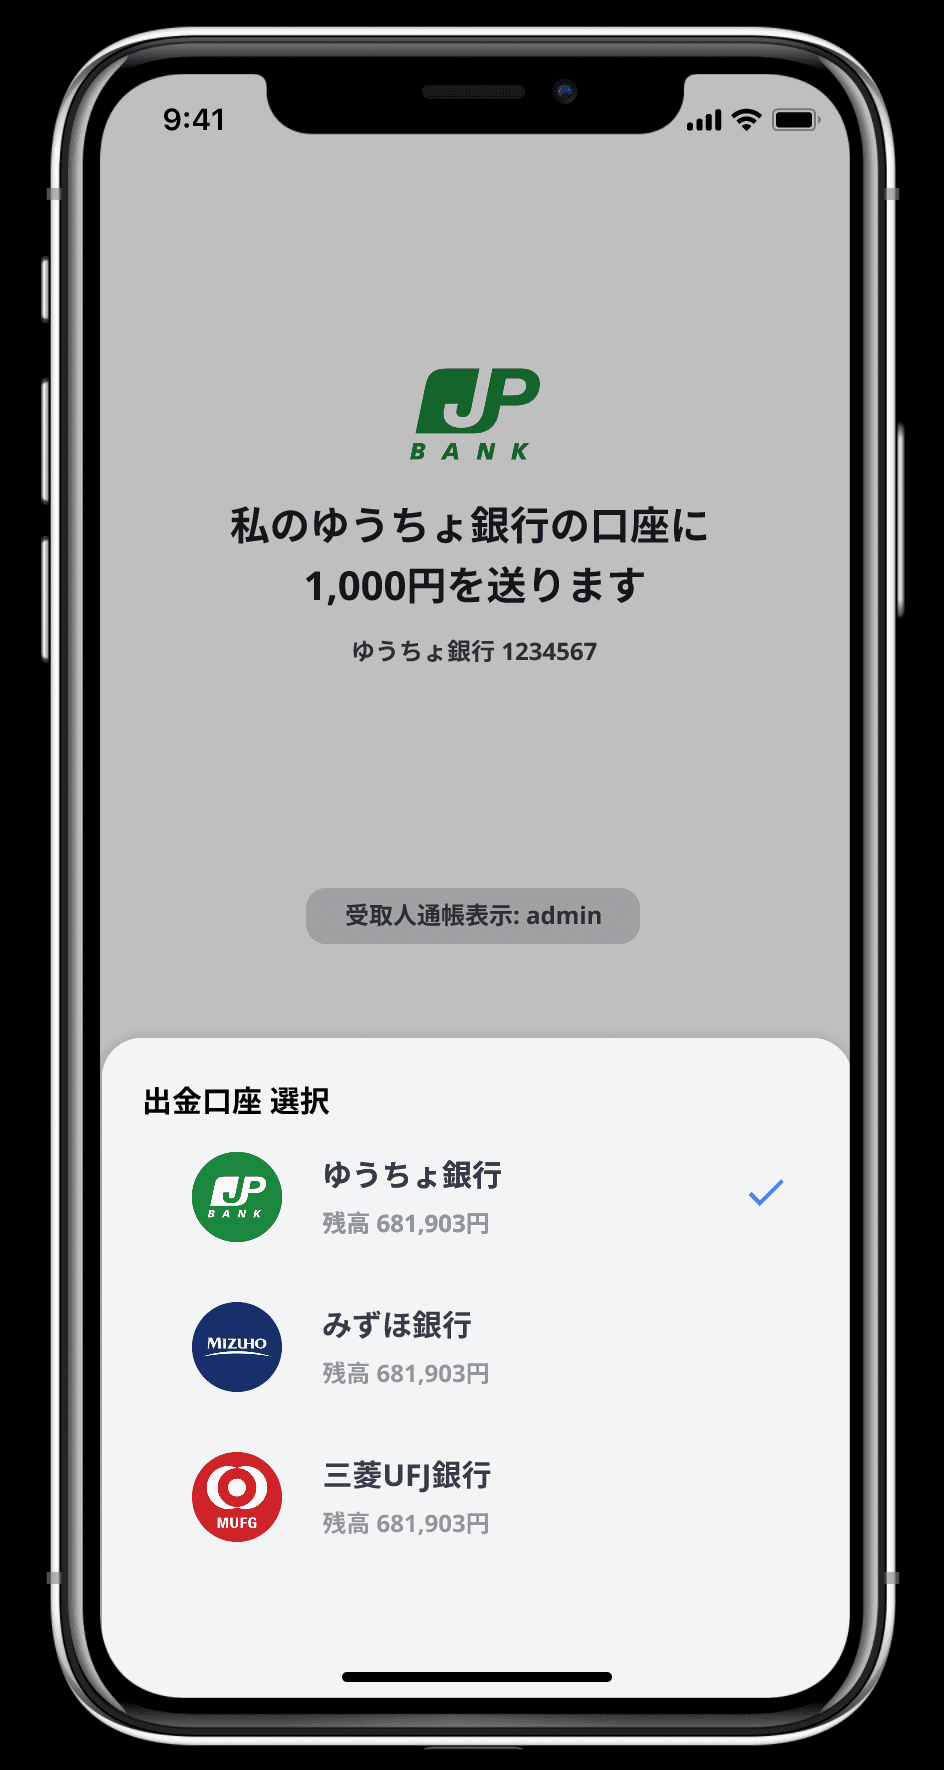 9:41
JP
BANK
私のゆうちょ銀行の口座に
1,000円を送ります
ゆうちょ銀行 1234567
受取人通帳表示: admin
出金口座 選択
JP
BANK
ゆうちょ銀行
残高 681,903円
MIZUHO
みずほ銀行
残高 681,903円
MUFG
三菱UFJ銀行
残高 681,903円